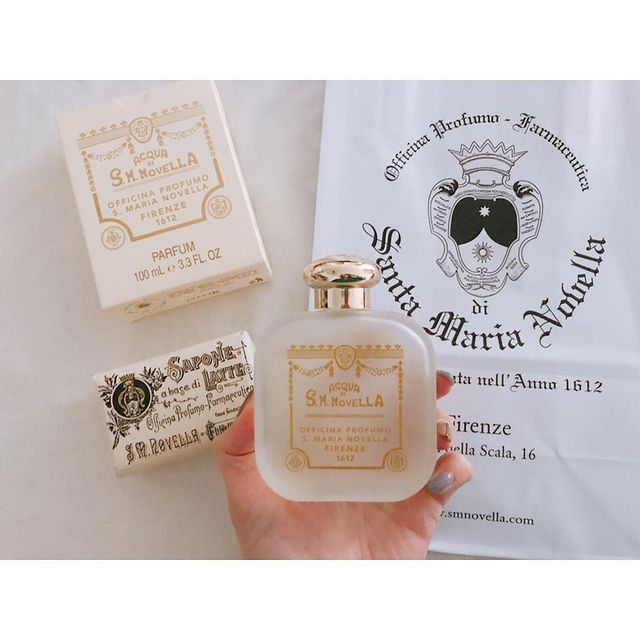 ACQUA
DI
S.M. NOVELLA
OFFICINA PROFUMO
S. MARIA NOVELLA
FIRENZE
1612
PARFUM
100 mL e 3.3 FL.OZ
SAPONE
a base di LATTE
Officina Profumo-Farmaceutica
S.M. NOVELLA
ACQUA
DI
S.M. NOVELLA
OFFICINA PROFUMO
S. MARIA NOVELLA
FIRENZE
1612
Officina Profumo - Farmaceutica
di
Santa Maria Novella
nell'Anno 1612
Firenze
Scala, 16
.smnovella.com